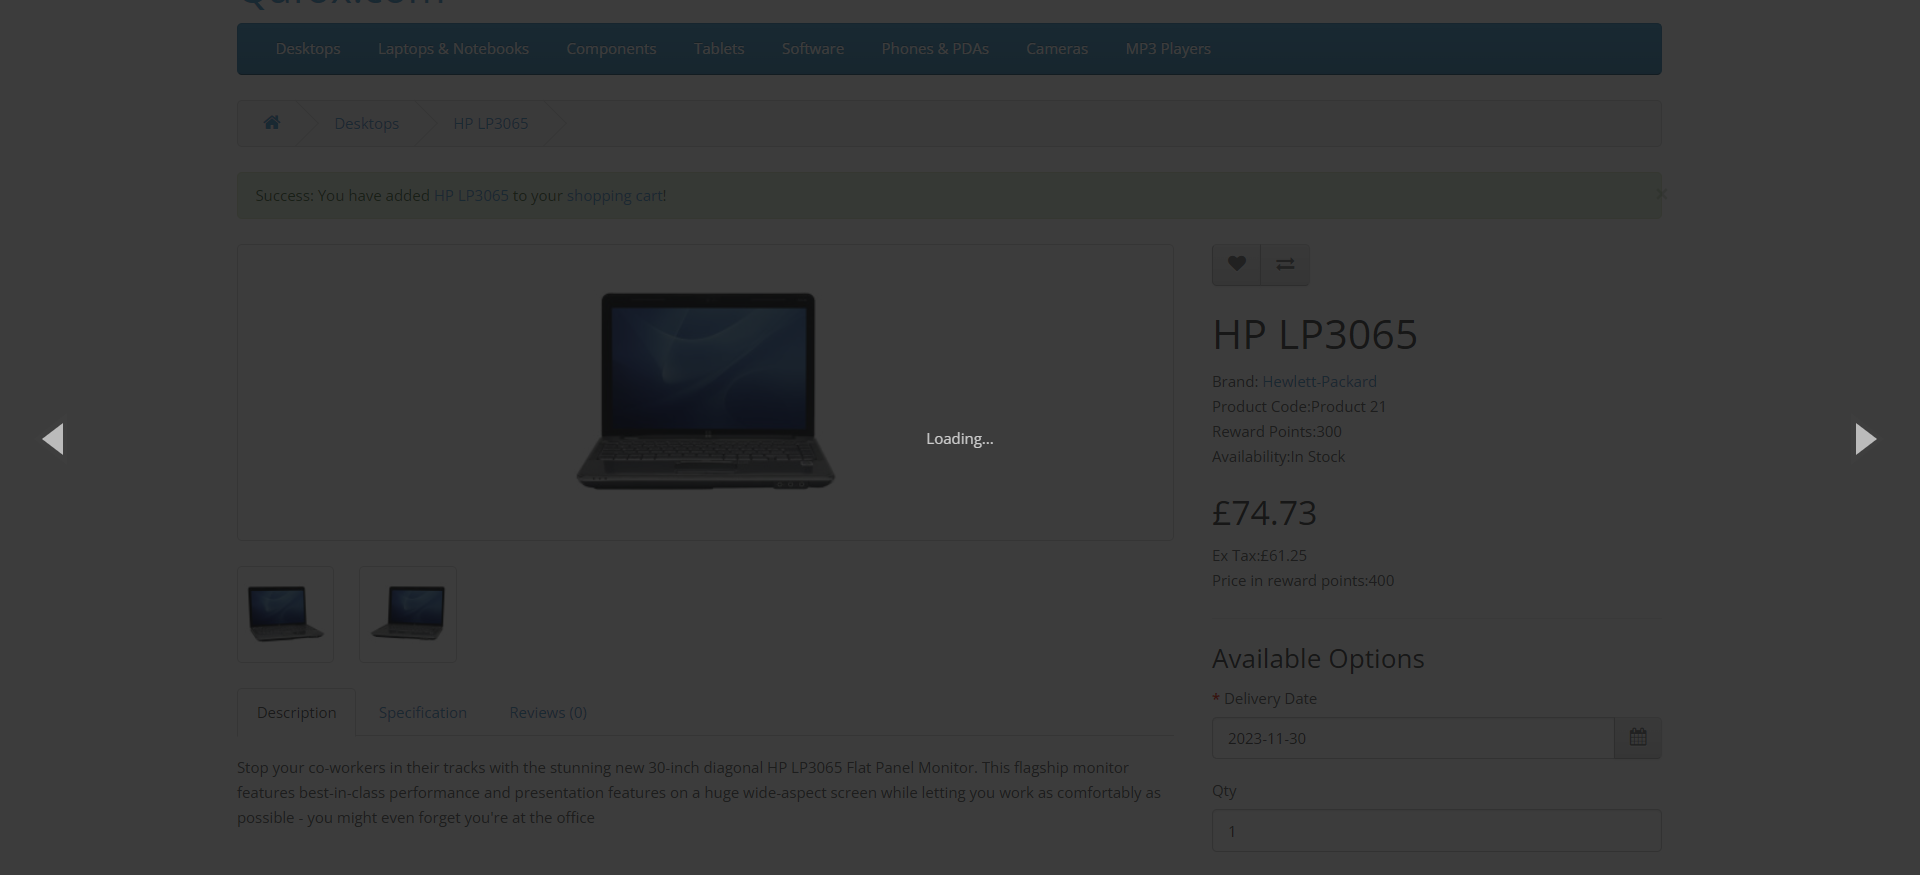 Desktops Laptops & Notebooks Components Tablets Software Phones & PDAs Cameras MP3 Players
Desktops HP LP3065
Success: You have added HP LP3065 to your shopping cart!
HP LP3065
Brand: Hewlett-Packard
Product Code:Product 21
Reward Points:300
Availability:In Stock
Loading...
£74.73
Ex Tax:£61.25
Price in reward points:400
Available Options
* Delivery Date
2023-11-30
Qty
1
Description Specification Reviews (0)
Stop your co-workers in their tracks with the stunning new 30-inch diagonal HP LP3065 Flat Panel Monitor. This flagship monitor
features best-in-class performance and presentation features on a huge wide-aspect screen while letting you work as comfortably as
possible - you might even forget you're at the office